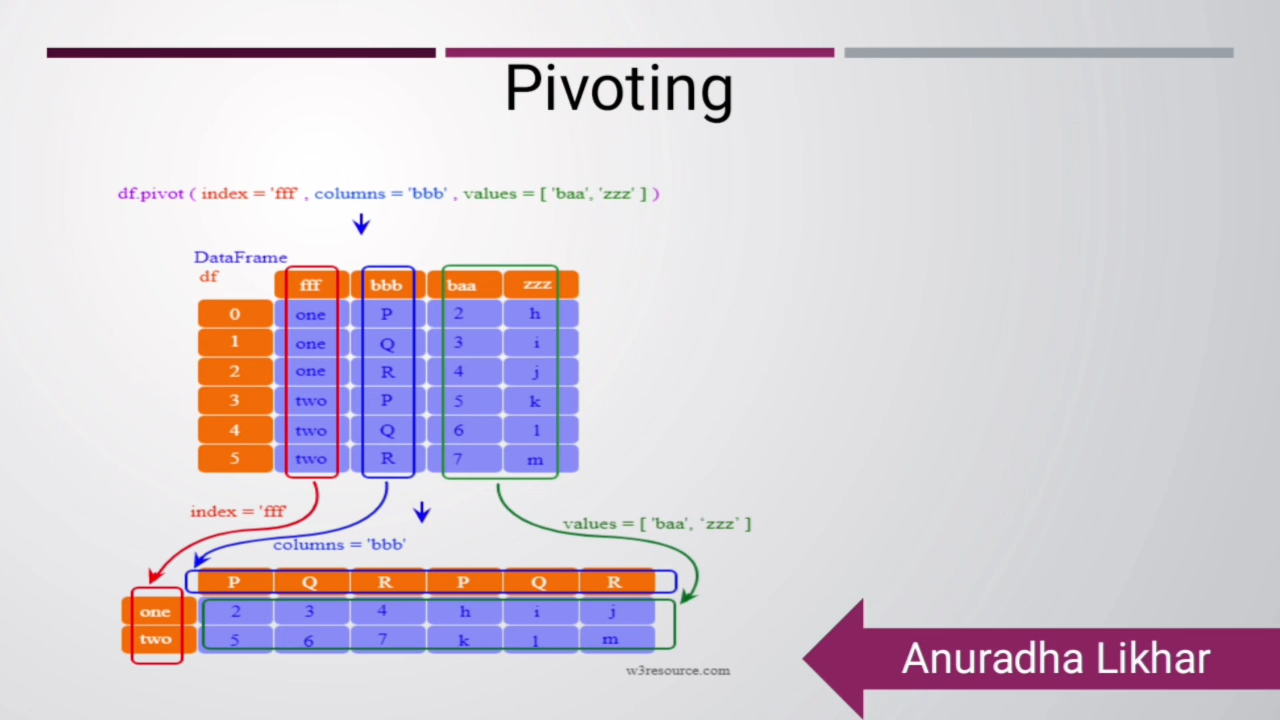 Pivoting
df.pivot ( index = 'fff' , columns = 'bbb' , values = [ 'baa', 'zzz' ] )
DataFrame
df
fff bbb baa zzz
0 one P 2 h
1 one Q 3 i
2 one R 4 j
3 two P 5 k
4 two Q 6 l
5 two R 7 m
index = 'fff'
values = [ 'baa', ‘zzz’ ]
columns = 'bbb'
P Q R P Q R
one 2 3 4 h i j
two 5 6 7 k l m
w3resource.com
Anuradha Likhar